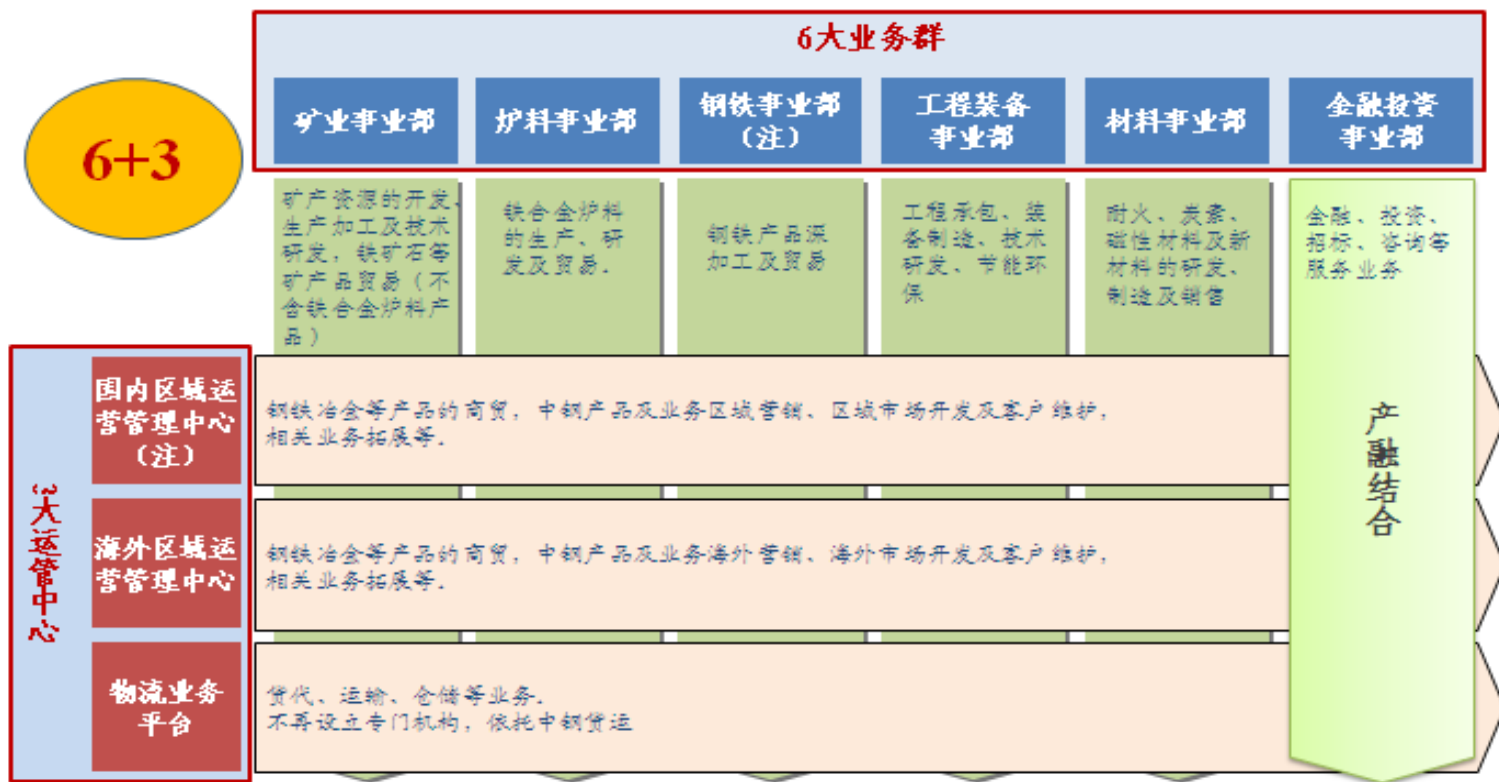 6大业务群
6+3
矿业事业部
炉料事业部
钢铁事业部
（注）
工程装备
事业部
材料事业部
金融投资
事业部
矿产资源的开发、
生产加工及技术
研发，铁矿石等
矿产品贸易（不
含铁合金炉料产
品）
铁合金炉料
的生产、研
发及贸易.
钢铁产品深
加工及贸易
工程承包、装
备制造、技术
研发、节能环
保
耐火、炭素、
磁性材料及新
材料的研发、
制造及销售
金融、投资、
招标、咨询等
服务业务
产融结合
3大运管中心
国内区域运
营管理中心
（注）
钢铁冶金等产品的商贸，中钢产品及业务区域营销、区域市场开发及客户维护，
相关业务拓展等.
海外区域运
营管理中心
钢铁冶金等产品的商贸，中钢产品及业务海外营销、海外市场开发及客户维护，
相关业务拓展等.
物流业务
平台
货代、运输、仓储等业务.
不再设立专门机构，依托中钢货运